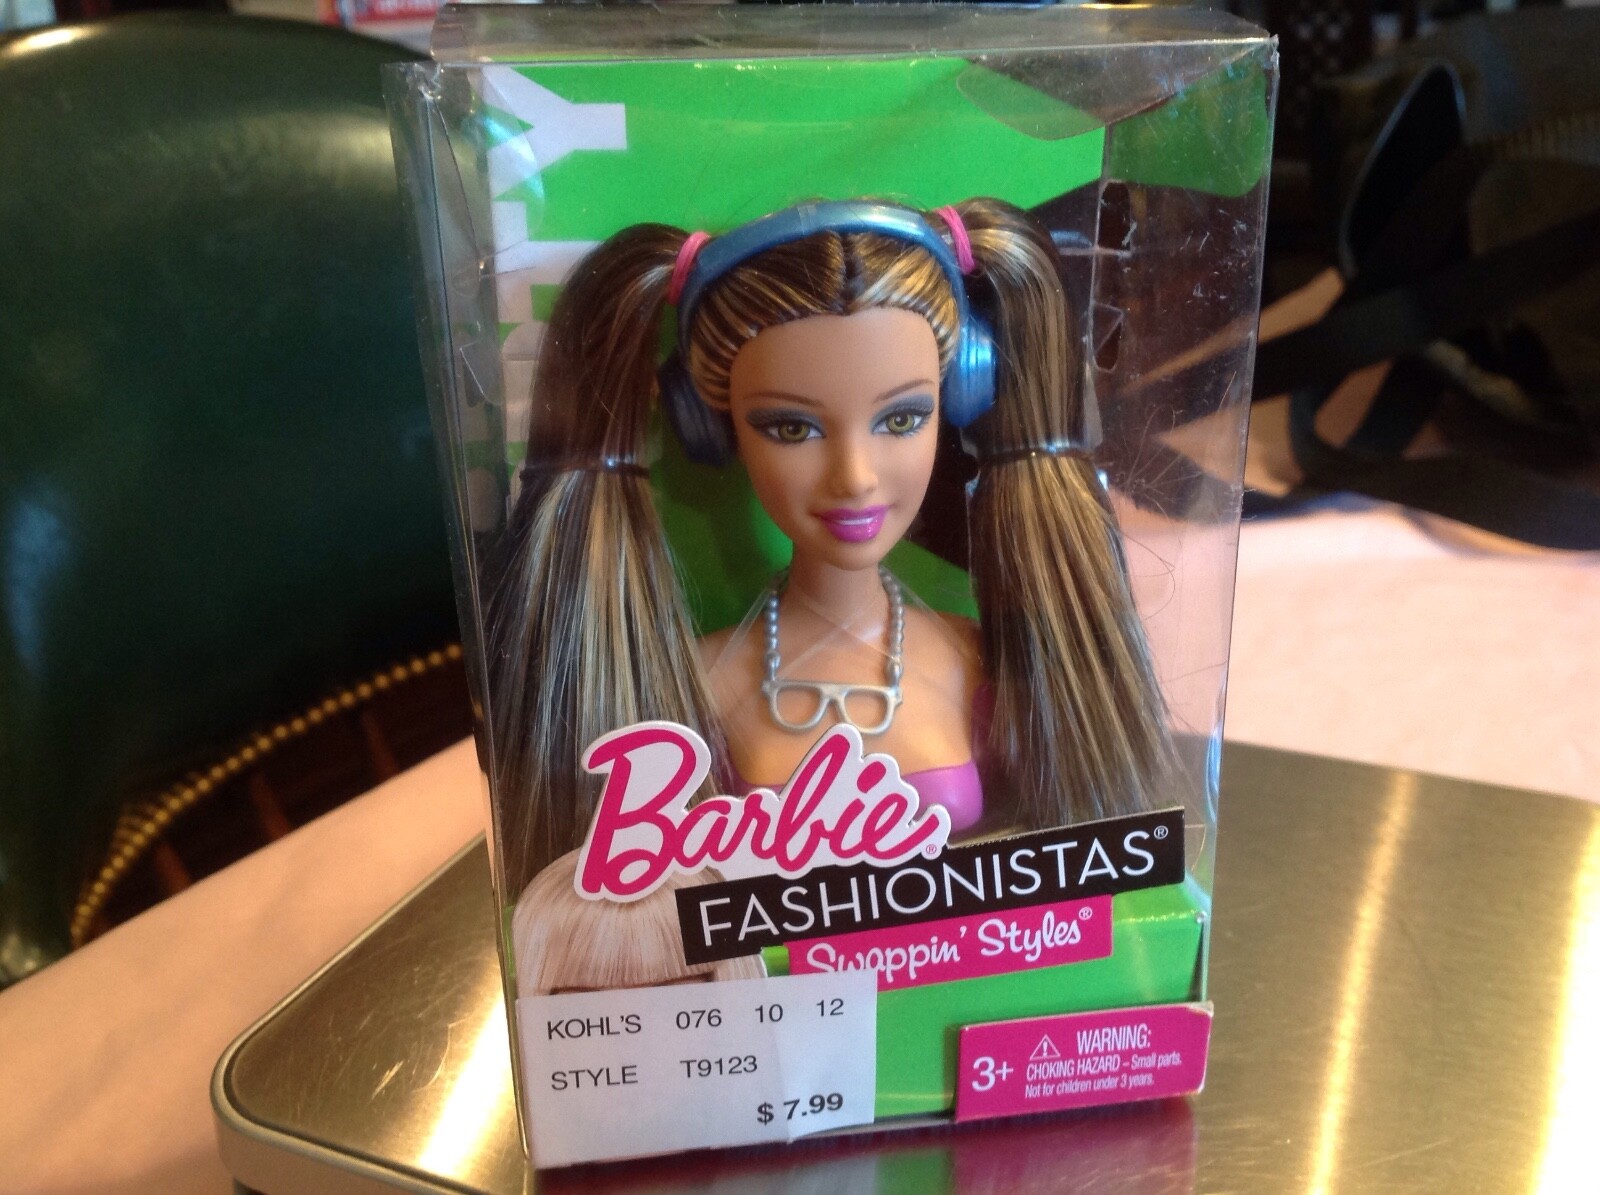 Barbie®
FASHIONISTAS®
Swappin' Styles®
KOHL'S 076 10 12
STYLE T9123
$ 7.99
3+
WARNING:
CHOKING HAZARD – Small parts.
Not for children under 3 years.